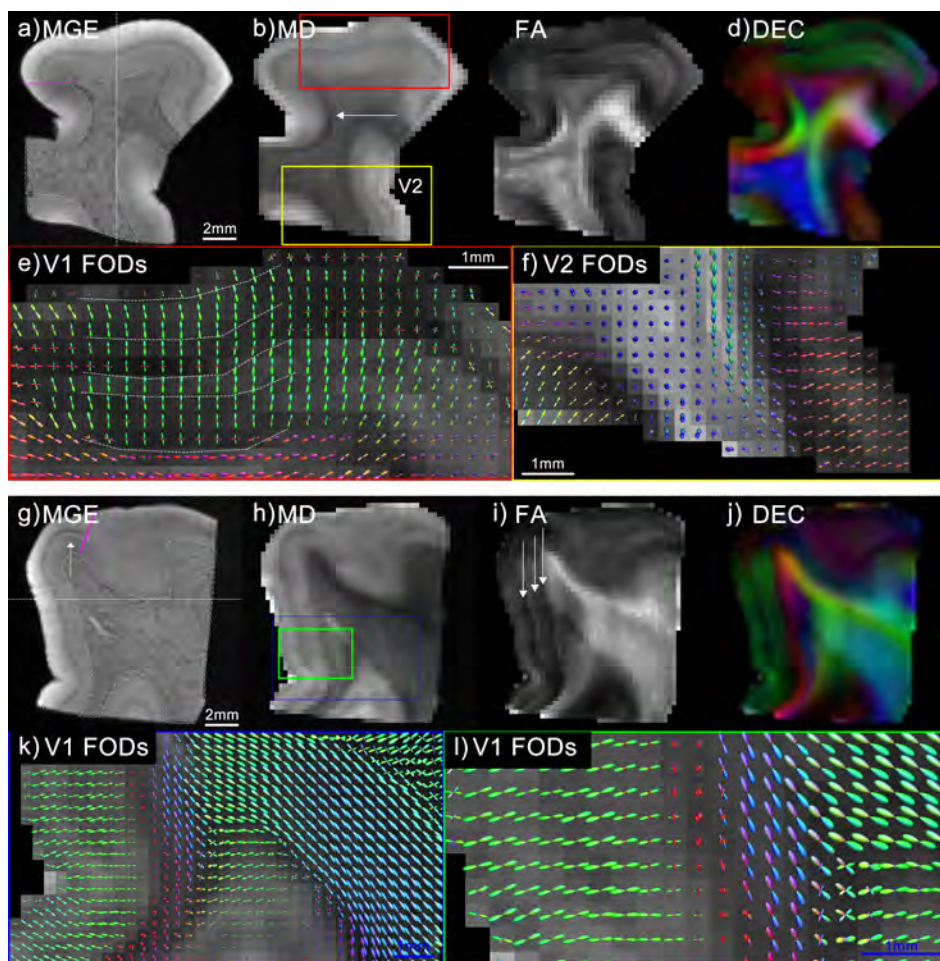 a)MGE
b)MD
FA
d)DEC
V2
2mm
e)V1 FODs
1mm
f)V2 FODs
1mm
g)MGE
h)MD
i)FA
j)DEC
2mm
k)V1 FODs
l)V1 FODs
1mm
1mm